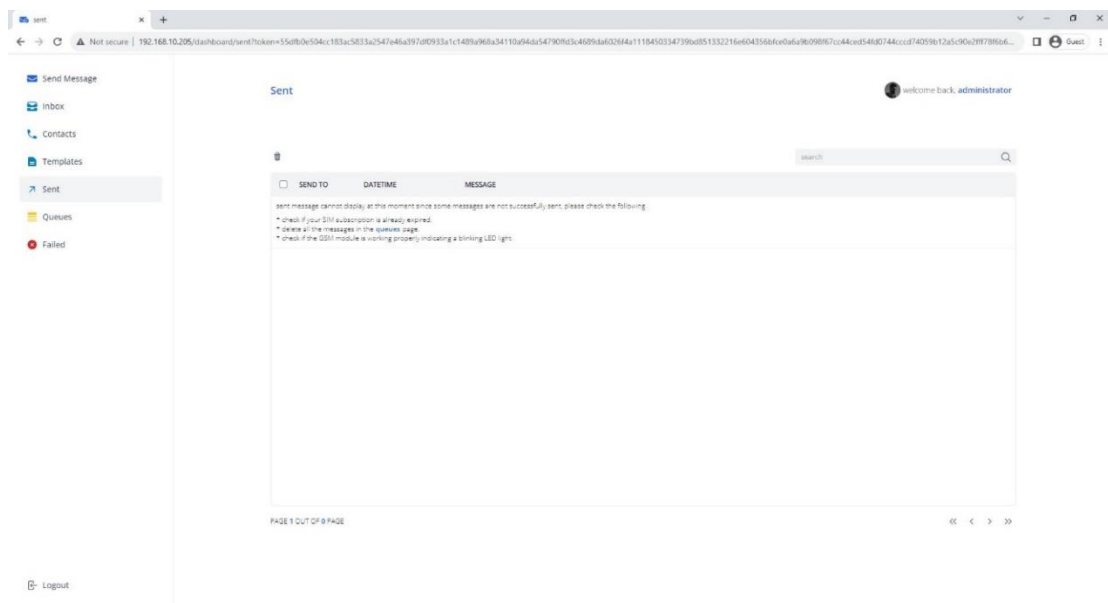 sent
Not secure
192.168.10.205/dashboard/sent?token=
Guest
Send Message
Inbox
Contacts
Templates
Sent
Queues
Failed
Logout
Sent
welcome back, administrator
search
SEND TO DATETIME MESSAGE
sent message cannot display at this moment since some messages are not successfully sent, please check the following
* check if your SIM subscription is already expired.
* delete all the messages in the queues page
* check if the GSM module is working properly indicating a blinking LED light.
PAGE 1 OUT OF 0 PAGE